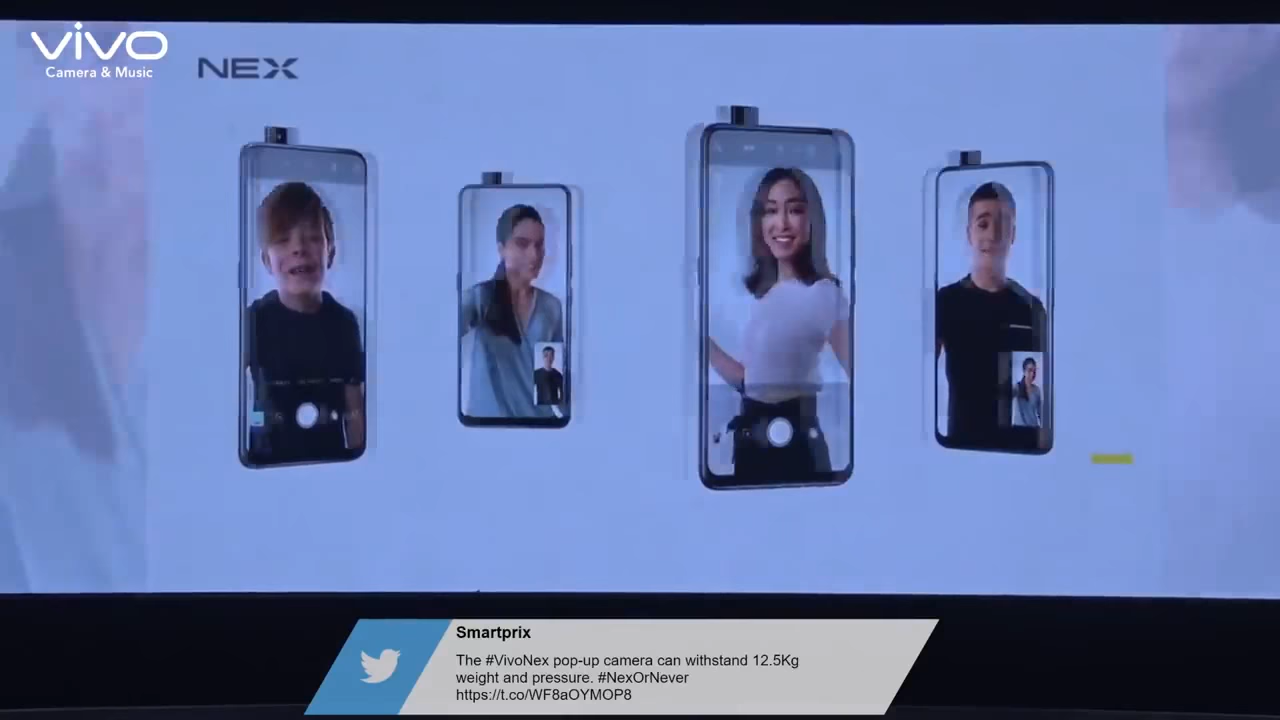 vivo
Camera & Music
NEX
Smartprix
The #VivoNex pop-up camera can withstand 12.5Kg
weight and pressure. #NexOrNever
https://t.co/WF8aOYMOP8